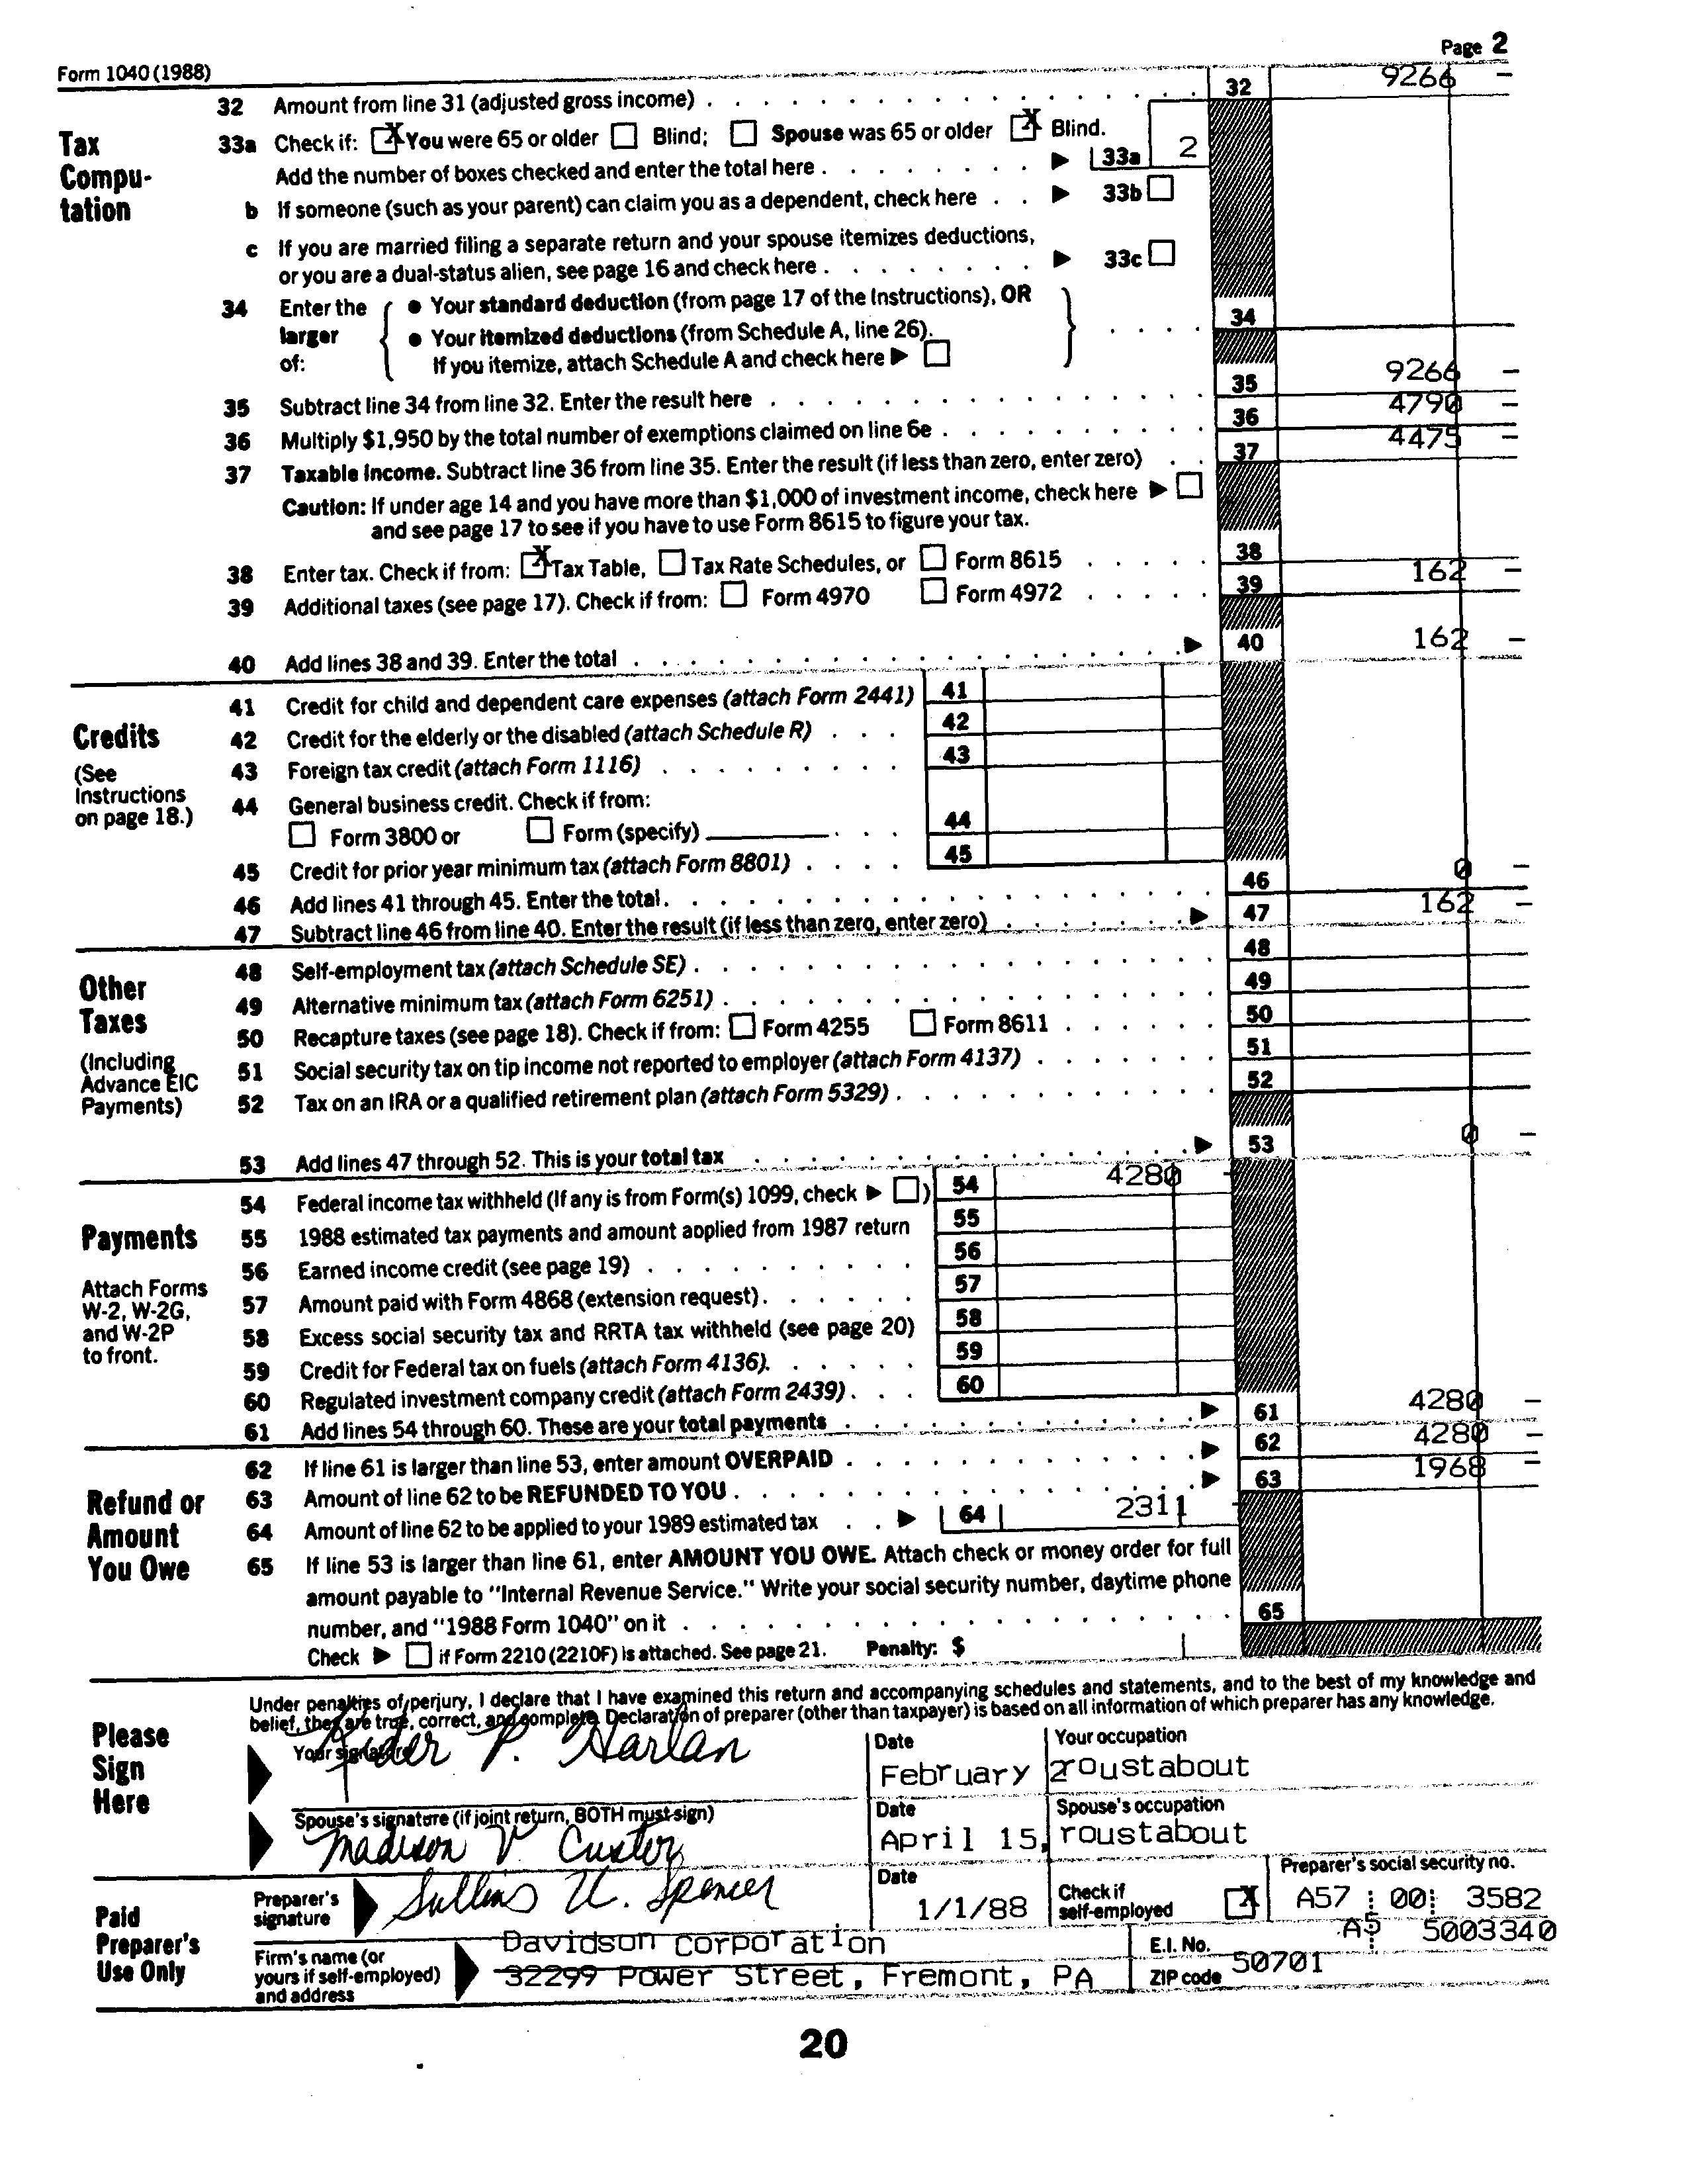 Form 1040 (1988) Page 2
Tax Compu-tation
32 Amount from line 31 (adjusted gross income) 32 9266 –
33a Check if: X You were 65 or older Blind; Spouse was 65 or older X Blind.
Add the number of boxes checked and enter the total here 33a 2
b If someone (such as your parent) can claim you as a dependent, check here 33b
c If you are married filing a separate return and your spouse itemizes deductions,
or you are a dual-status alien, see page 16 and check here 33c
34 Enter the larger of: { • Your standard deduction (from page 17 of the Instructions), OR
• Your itemized deductions (from Schedule A, line 26).
If you itemize, attach Schedule A and check here } 34
35 Subtract line 34 from line 32. Enter the result here 35 9266 –
36 Multiply $1,950 by the total number of exemptions claimed on line 6e 36 4790 –
37 Taxable income. Subtract line 36 from line 35. Enter the result (if less than zero, enter zero) 37 4475 –
Caution: If under age 14 and you have more than $1,000 of investment income, check here
and see page 17 to see if you have to use Form 8615 to figure your tax.
38 Enter tax. Check if from: X Tax Table, Tax Rate Schedules, or Form 8615 38
39 Additional taxes (see page 17). Check if from: Form 4970 Form 4972 39 162 –
40 Add lines 38 and 39. Enter the total 40 162 –
Credits
(See Instructions on page 18.)
41 Credit for child and dependent care expenses (attach Form 2441) 41
42 Credit for the elderly or the disabled (attach Schedule R) 42
43 Foreign tax credit (attach Form 1116) 43
44 General business credit. Check if from:
Form 3800 or Form (specify) 44
45 Credit for prior year minimum tax (attach Form 8801) 45
46 Add lines 41 through 45. Enter the total 46 0 –
47 Subtract line 46 from line 40. Enter the result (if less than zero, enter zero) 47 162 –
Other Taxes
(Including Advance EIC Payments)
48 Self-employment tax (attach Schedule SE) 48
49 Alternative minimum tax (attach Form 6251) 49
50 Recapture taxes (see page 18). Check if from: Form 4255 Form 8611 50
51 Social security tax on tip income not reported to employer (attach Form 4137) 51
52 Tax on an IRA or a qualified retirement plan (attach Form 5329) 52
53 Add lines 47 through 52. This is your total tax 53 0 –
Payments
Attach Forms W-2, W-2G, and W-2P to front.
54 Federal income tax withheld (If any is from Form(s) 1099, check ) 54 4280 –
55 1988 estimated tax payments and amount applied from 1987 return 55
56 Earned income credit (see page 19) 56
57 Amount paid with Form 4868 (extension request) 57
58 Excess social security tax and RRTA tax withheld (see page 20) 58
59 Credit for Federal tax on fuels (attach Form 4136) 59
60 Regulated investment company credit (attach Form 2439) 60
61 Add lines 54 through 60. These are your total payments 61 4280 –
Refund or Amount You Owe
62 If line 61 is larger than line 53, enter amount OVERPAID 62 4280 –
63 Amount of line 62 to be REFUNDED TO YOU 63 1968 –
64 Amount of line 62 to be applied to your 1989 estimated tax 64 2311 –
65 If line 53 is larger than line 61, enter AMOUNT YOU OWE. Attach check or money order for full
amount payable to "Internal Revenue Service." Write your social security number, daytime phone
number, and "1988 Form 1040" on it 65
Check if Form 2210 (2210F) is attached. See page 21. Penalty: $
Please Sign Here
Under penalties of perjury, I declare that I have examined this return and accompanying schedules and statements, and to the best of my knowledge and
belief, they are true, correct, and complete. Declaration of preparer (other than taxpayer) is based on all information of which preparer has any knowledge.
Your signature P. Harlan Date February 2 Your occupation roustabout
Spouse's signature (if joint return, BOTH must sign) Madison V. Custer Date April 15, Spouse's occupation roustabout
Paid Preparer's Use Only
Preparer's signature Sullins U. Spencer Date 1/1/88 Check if self-employed X Preparer's social security no. A57 00 3582
Firm's name (or yours if self-employed) and address Davidson Corporation E.I. No. A5 5003340
32299 Power Street, Fremont, PA ZIP code 50701
20